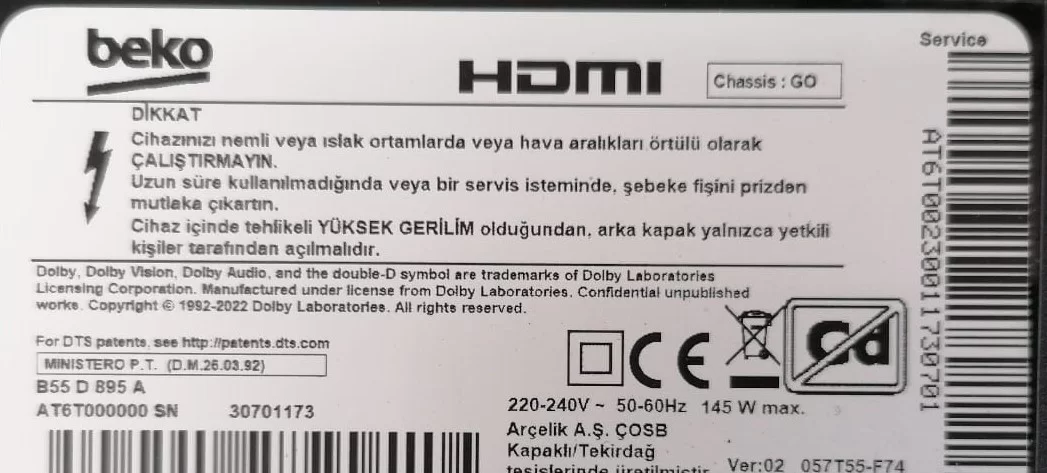 beko
HDMI
Chassis : GO
Service
DİKKAT
Cihazınızı nemli veya ıslak ortamlarda veya hava aralıkları örtülü olarak
ÇALIŞTIRMAYIN.
Uzun süre kullanılmadığında veya bir servis isteminde, şebeke fişini prizden
mutlaka çıkartın.
Cihaz içinde tehlikeli YÜKSEK GERİLİM olduğundan, arka kapak yalnızca yetkili
kişiler tarafından açılmalıdır.
Dolby, Dolby Vision, Dolby Audio, and the double-D symbol are trademarks of Dolby Laboratories
Licensing Corporation. Manufactured under license from Dolby Laboratories. Confidential unpublished
works. Copyright © 1992-2022 Dolby Laboratories. All rights reserved.
For DTS patents, see http://patents.dts.com
MINISTERO P.T. (D.M.26.03.92)
B55 D 895 A
AT6T000000 SN 30701173
CE
Cd
220-240V ~ 50-60Hz 145 W max.
Arçelik A.Ş. ÇOSB
Kapaklı/Tekirdağ
tesislerinde üretilmiştir
Ver:02 057T55-F74
AT6T0023001173070​1